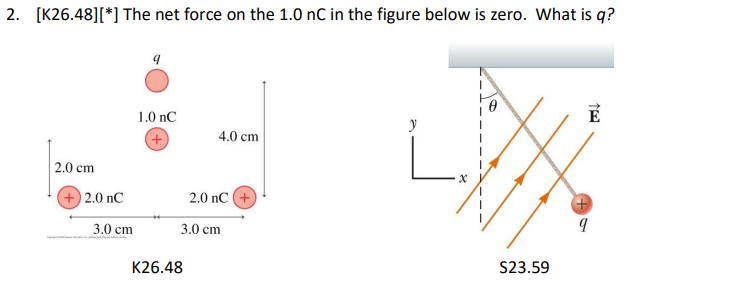 2. [K26.48][*] The net force on the 1.0 nC in the figure below is zero. What is q?
q
1.0 nC
+
4.0 cm
2.0 cm
+ 2.0 nC
2.0 nC +
3.0 cm
3.0 cm
K26.48
θ
E
y
x
+
q
S23.59